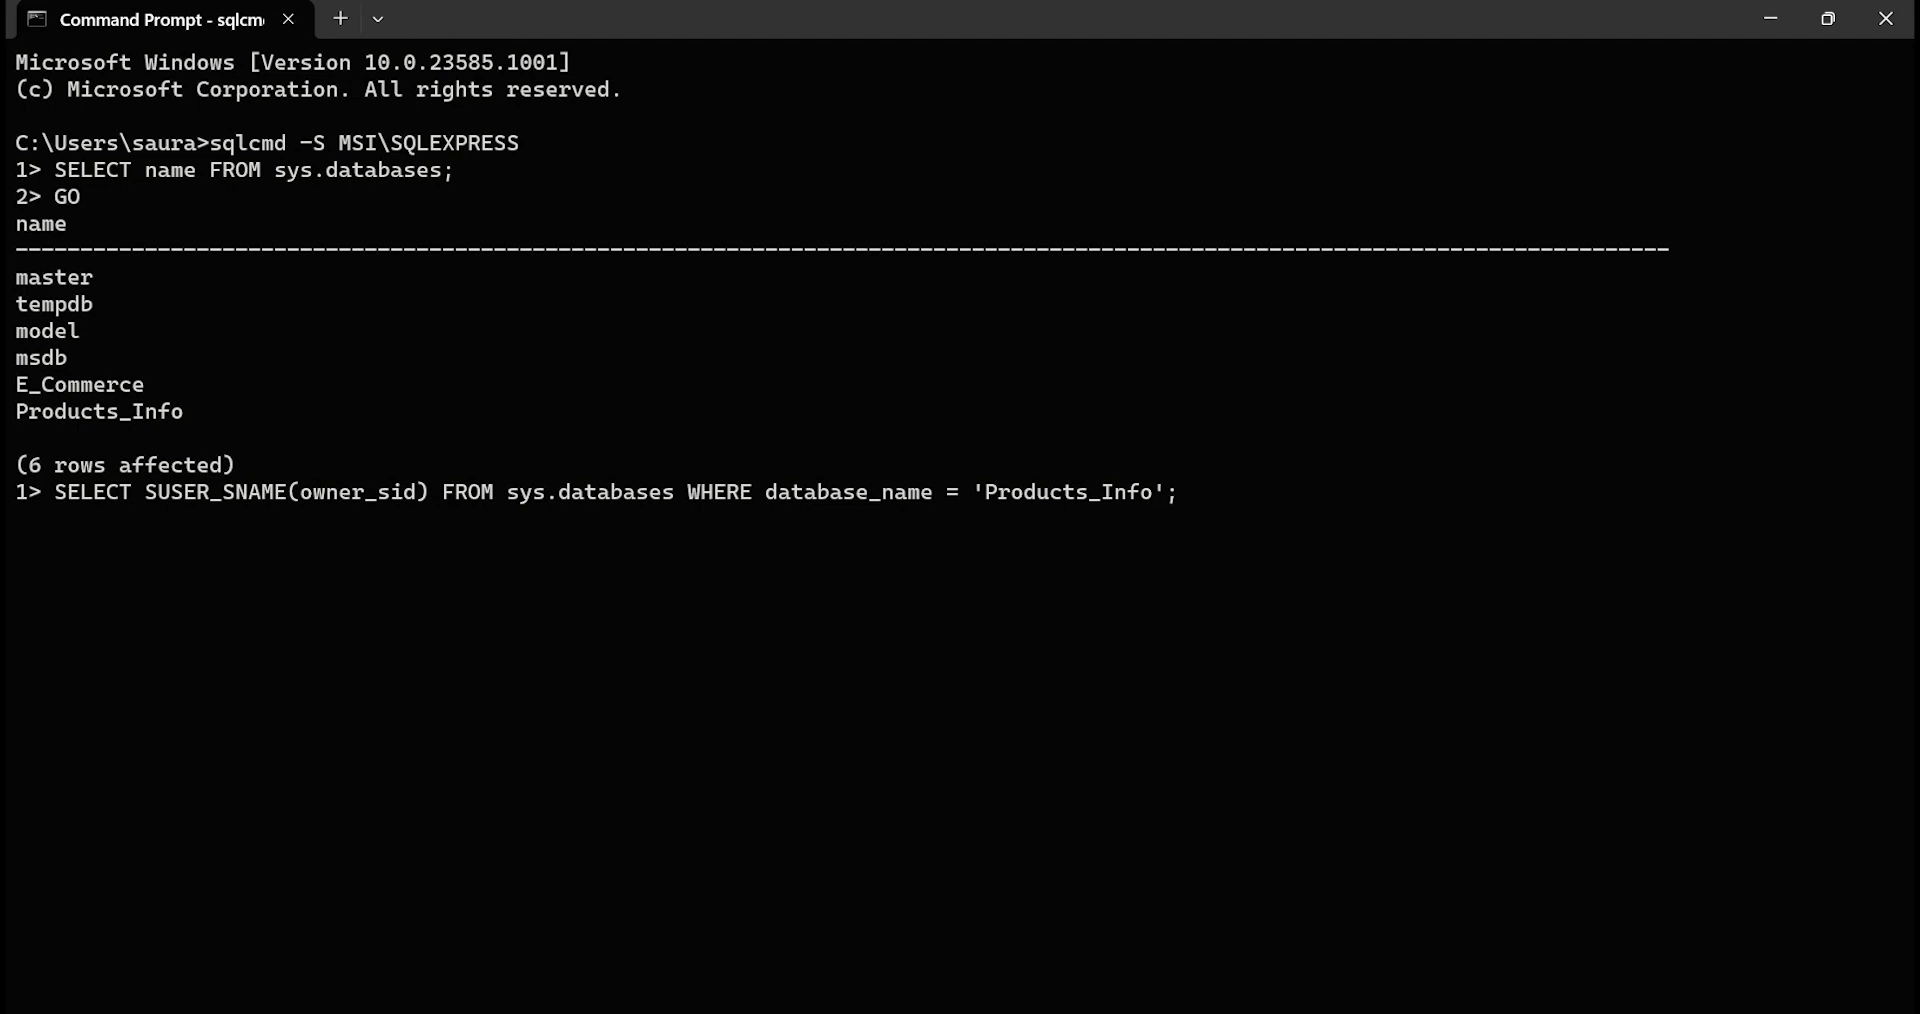 Command Prompt - sqlcm
Microsoft Windows [Version 10.0.23585.1001]
(c) Microsoft Corporation. All rights reserved.
C:\Users\saura>sqlcmd -S MSI\SQLEXPRESS
1> SELECT name FROM sys.databases;
2> GO
name
--------------------------------------------------------------------------------------------------------------------------------
master
tempdb
model
msdb
E_Commerce
Products_Info
(6 rows affected)
1> SELECT SUSER_SNAME(owner_sid) FROM sys.databases WHERE database_name = 'Products_Info';